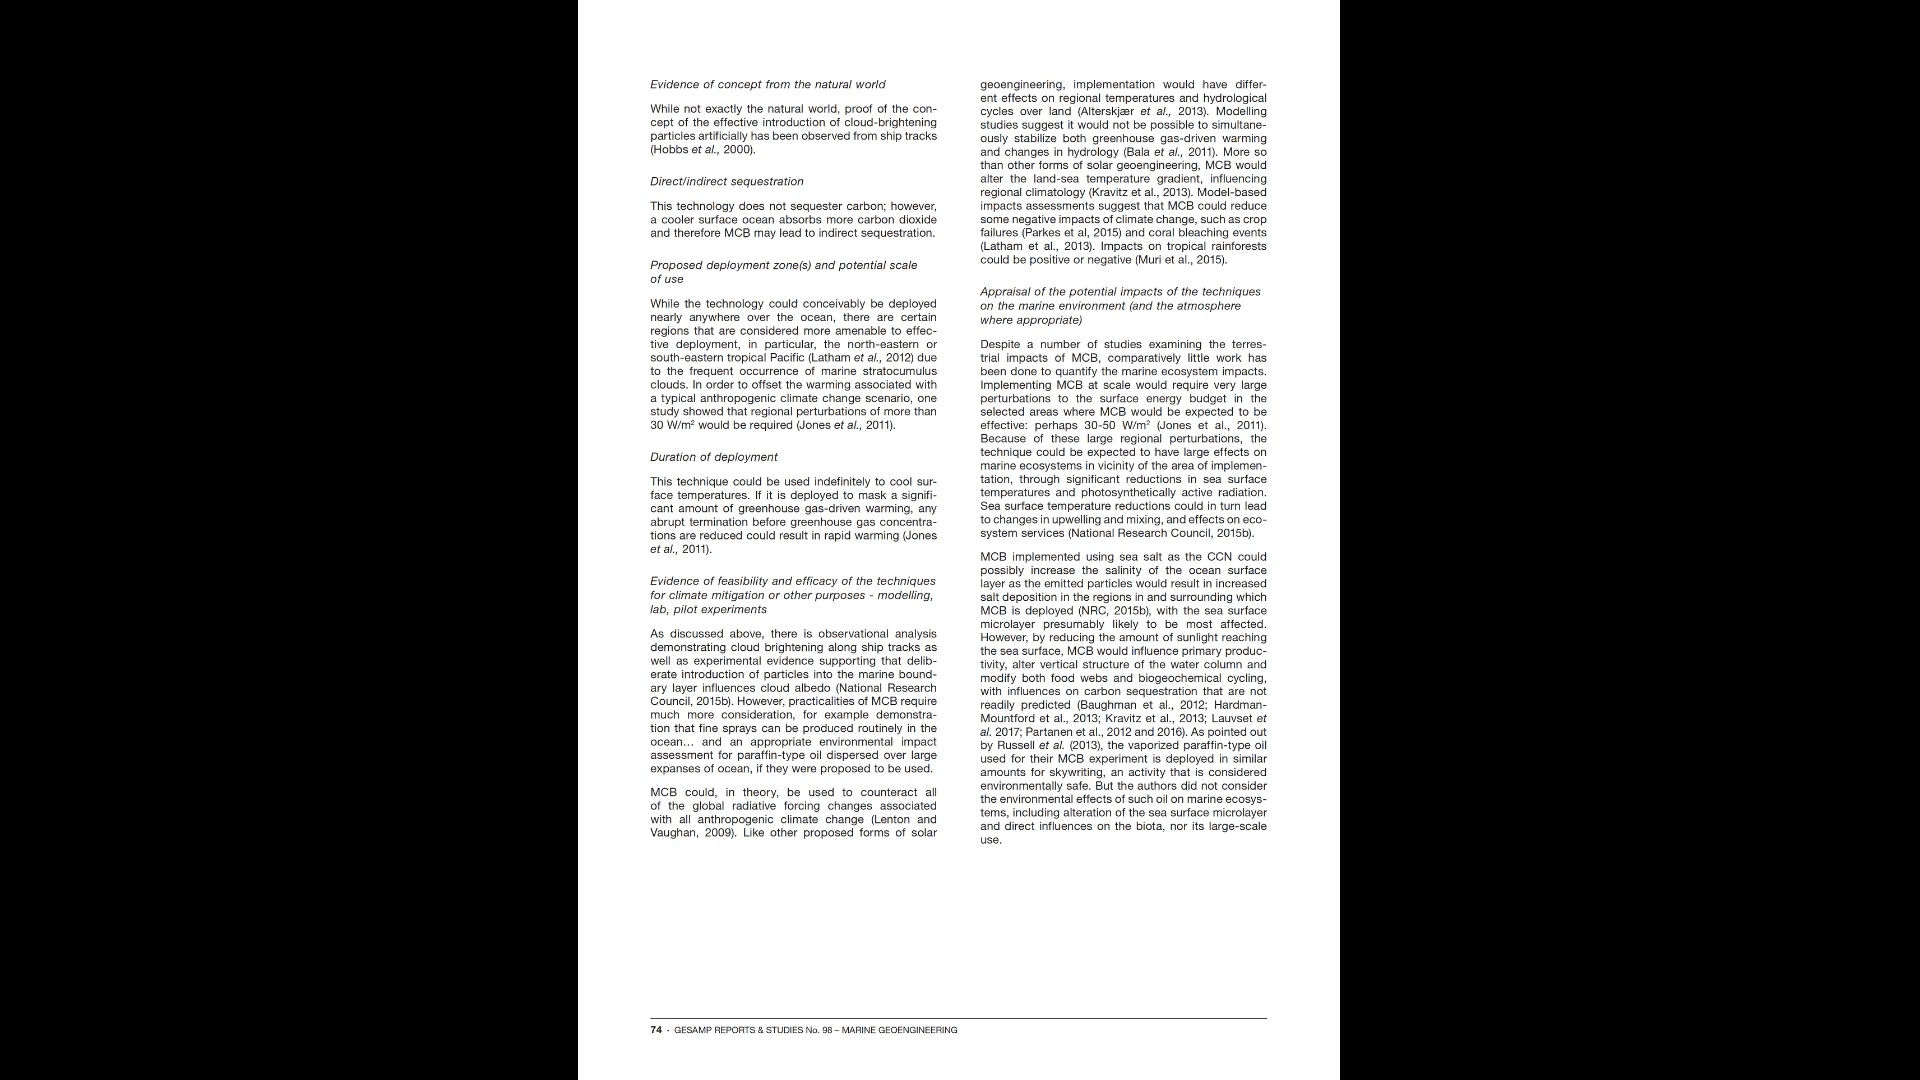 Evidence of concept from the natural world
While not exactly the natural world, proof of the con-
cept of the effective introduction of cloud-brightening
particles artificially has been observed from ship tracks
(Hobbs et al., 2000).
Direct/indirect sequestration
This technology does not sequester carbon; however,
a cooler surface ocean absorbs more carbon dioxide
and therefore MCB may lead to indirect sequestration.
Proposed deployment zone(s) and potential scale
of use
While the technology could conceivably be deployed
nearly anywhere over the ocean, there are certain
regions that are considered more amenable to effec-
tive deployment, in particular, the north-eastern or
south-eastern tropical Pacific (Latham et al., 2012) due
to the frequent occurrence of marine stratocumulus
clouds. In order to offset the warming associated with
a typical anthropogenic climate change scenario, one
study showed that regional perturbations of more than
30 W/m² would be required (Jones et al., 2011).
Duration of deployment
This technique could be used indefinitely to cool sur-
face temperatures. If it is deployed to mask a signifi-
cant amount of greenhouse gas-driven warming, any
abrupt termination before greenhouse gas concentra-
tions are reduced could result in rapid warming (Jones
et al., 2011).
Evidence of feasibility and efficacy of the techniques
for climate mitigation or other purposes - modelling,
lab, pilot experiments
As discussed above, there is observational analysis
demonstrating cloud brightening along ship tracks as
well as experimental evidence supporting that delib-
erate introduction of particles into the marine bound-
ary layer influences cloud albedo (National Research
Council, 2015b). However, practicalities of MCB require
much more consideration, for example demonstra-
tion that fine sprays can be produced routinely in the
ocean… and an appropriate environmental impact
assessment for paraffin-type oil dispersed over large
expanses of ocean, if they were proposed to be used.
MCB could, in theory, be used to counteract all
of the global radiative forcing changes associated
with all anthropogenic climate change (Lenton and
Vaughan, 2009). Like other proposed forms of solar
geoengineering, implementation would have differ-
ent effects on regional temperatures and hydrological
cycles over land (Alterskjær et al., 2013). Modelling
studies suggest it would not be possible to simultane-
ously stabilize both greenhouse gas-driven warming
and changes in hydrology (Bala et al., 2011). More so
than other forms of solar geoengineering, MCB would
alter the land-sea temperature gradient, influencing
regional climatology (Kravitz et al., 2013). Model-based
impacts assessments suggest that MCB could reduce
some negative impacts of climate change, such as crop
failures (Parkes et al, 2015) and coral bleaching events
(Latham et al., 2013). Impacts on tropical rainforests
could be positive or negative (Muri et al., 2015).
Appraisal of the potential impacts of the techniques
on the marine environment (and the atmosphere
where appropriate)
Despite a number of studies examining the terres-
trial impacts of MCB, comparatively little work has
been done to quantify the marine ecosystem impacts.
Implementing MCB at scale would require very large
perturbations to the surface energy budget in the
selected areas where MCB would be expected to be
effective: perhaps 30-50 W/m² (Jones et al., 2011).
Because of these large regional perturbations, the
technique could be expected to have large effects on
marine ecosystems in vicinity of the area of implemen-
tation, through significant reductions in sea surface
temperatures and photosynthetically active radiation.
Sea surface temperature reductions could in turn lead
to changes in upwelling and mixing, and effects on eco-
system services (National Research Council, 2015b).
MCB implemented using sea salt as the CCN could
possibly increase the salinity of the ocean surface
layer as the emitted particles would result in increased
salt deposition in the regions in and surrounding which
MCB is deployed (NRC, 2015b), with the sea surface
microlayer presumably likely to be most affected.
However, by reducing the amount of sunlight reaching
the sea surface, MCB would influence primary produc-
tivity, alter vertical structure of the water column and
modify both food webs and biogeochemical cycling,
with influences on carbon sequestration that are not
readily predicted (Baughman et al., 2012; Hardman-
Mountford et al., 2013; Kravitz et al., 2013; Lauvset et
al. 2017; Partanen et al., 2012 and 2016). As pointed out
by Russell et al. (2013), the vaporized paraffin-type oil
used for their MCB experiment is deployed in similar
amounts for skywriting, an activity that is considered
environmentally safe. But the authors did not consider
the environmental effects of such oil on marine ecosys-
tems, including alteration of the sea surface microlayer
and direct influences on the biota, nor its large-scale
use.
74 · GESAMP REPORTS & STUDIES No. 98 – MARINE GEOENGINEERING